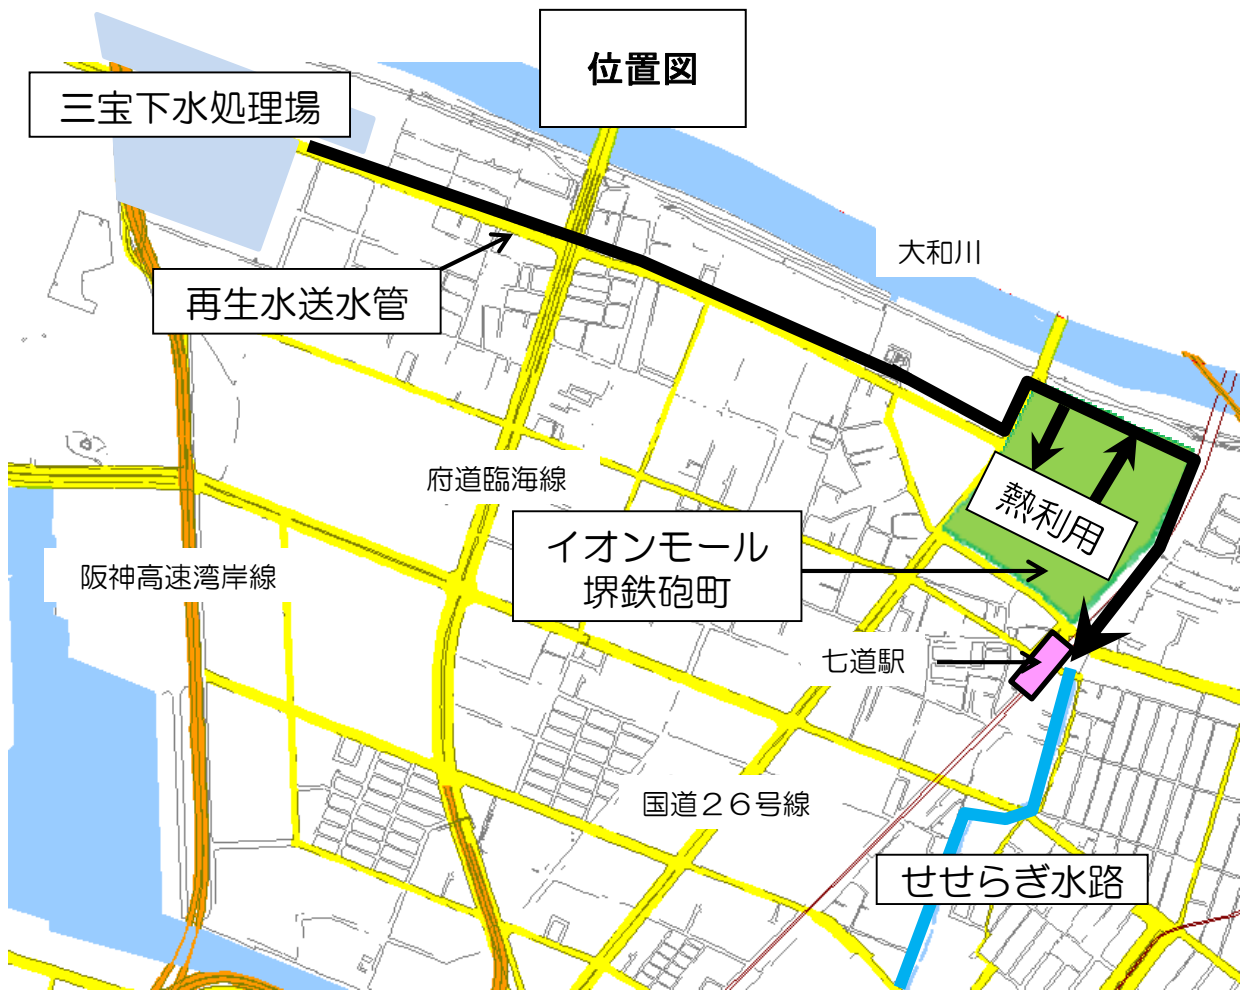 位置図
三宝下水処理場
大和川
再生水送水管
府道臨海線
熱利用
イオンモール
堺鉄砲町
阪神高速湾岸線
七道駅
国道２６号線
せせらぎ水路